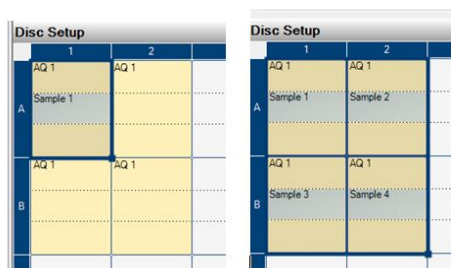 Disc Setup
1 2
A AQ 1 AQ 1
Sample 1
B AQ 1 AQ 1
Disc Setup
1 2
A AQ 1 AQ 1
Sample 1 Sample 2
B AQ 1 AQ 1
Sample 3 Sample 4